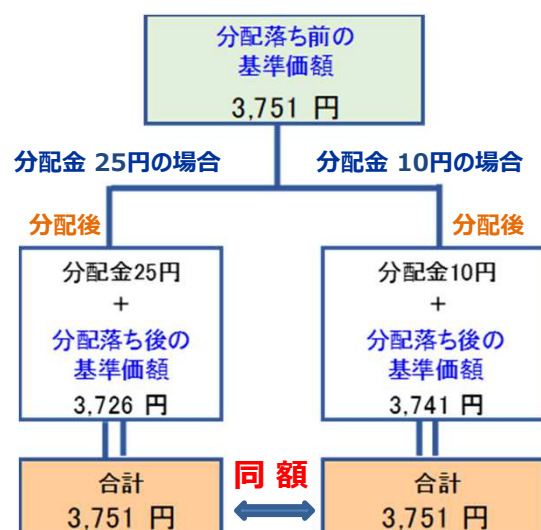 分配落ち前の
基準価額
3,751 円
分配金 25円の場合
分配金 10円の場合
分配後
分配後
分配金25円
+
分配落ち後の
基準価額
3,726 円
分配金10円
+
分配落ち後の
基準価額
3,741 円
合計
3,751 円
同 額
合計
3,751 円